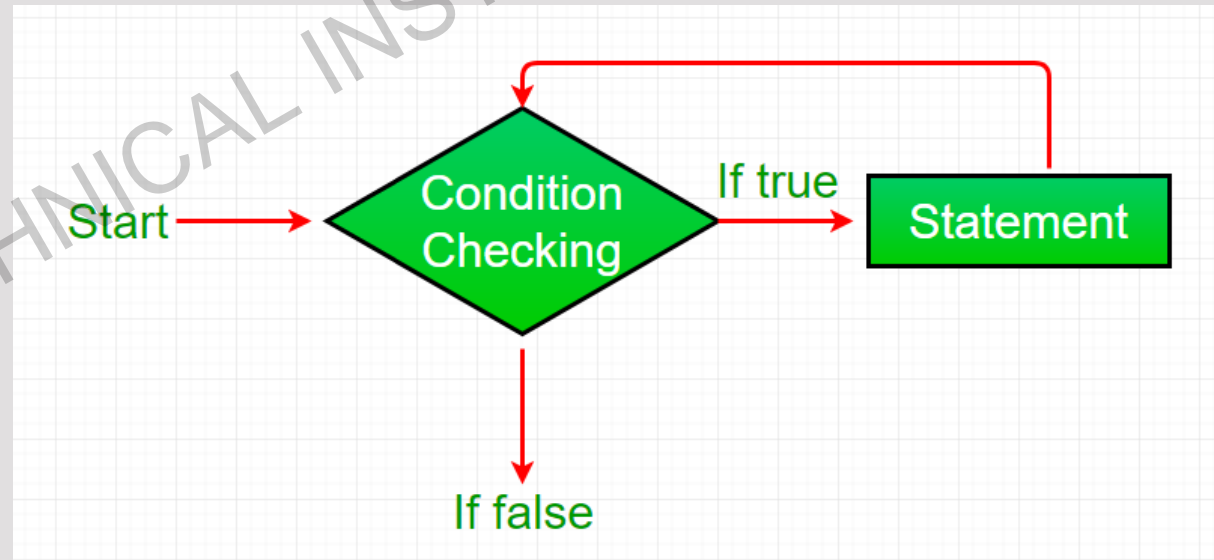 HNICAL INS
Start
Condition
Checking
If true
Statement
If false